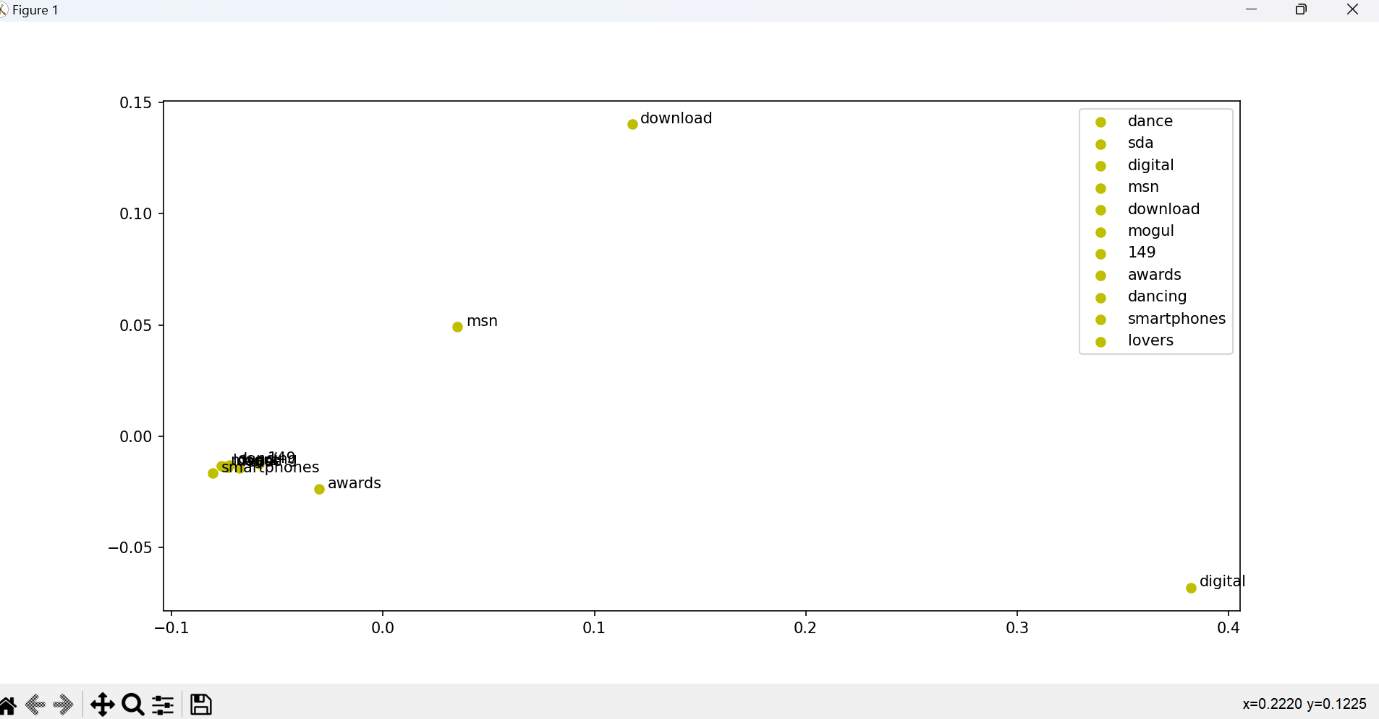 Figure 1
0.15
0.10
0.05
0.00
−0.05
−0.1
0.0
0.1
0.2
0.3
0.4
download
msn
149
smartphones
awards
digital
dance
sda
digital
msn
download
mogul
149
awards
dancing
smartphones
lovers
x=0.2220 y=0.1225